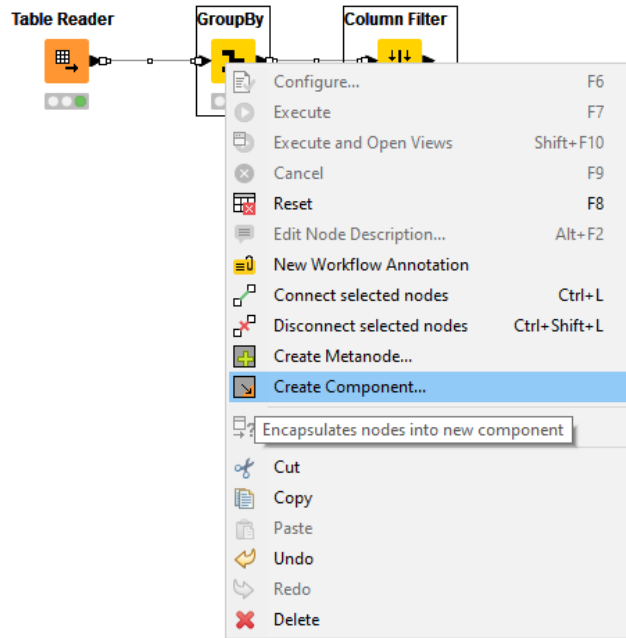 Table Reader GroupBy Column Filter
Configure... F6
Execute F7
Execute and Open Views Shift+F10
Cancel F9
Reset F8
Edit Node Description... Alt+F2
New Workflow Annotation
Connect selected nodes Ctrl+L
Disconnect selected nodes Ctrl+Shift+L
Create Metanode...
Create Component...
?
Encapsulates nodes into new component
Cut
Copy
Paste
Undo
Redo
Delete